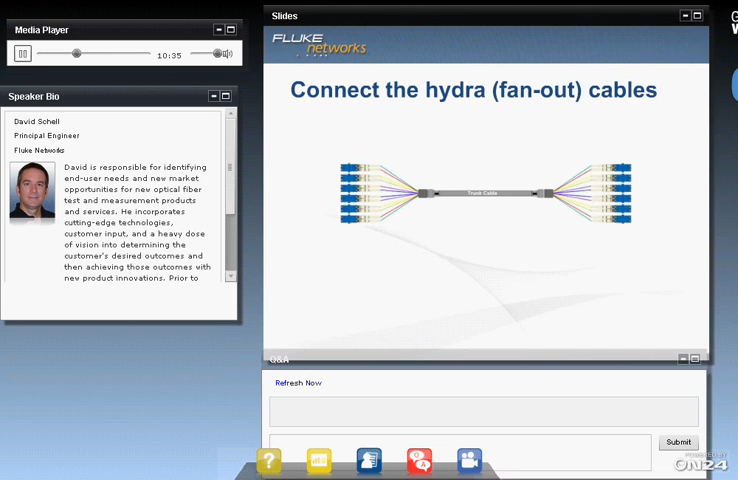 Media Player
10:35
Speaker Bio
David Schell
Principal Engineer
Fluke Networks
David is responsible for identifying
end-user needs and new market
opportunities for new optical fiber
test and measurement products
and services. He incorporates
cutting-edge technologies,
customer input, and a heavy dose
of vision into determining the
customer's desired outcomes and
then achieving those outcomes with
new product innovations. Prior to
Slides
FLUKE
networks
Connect the hydra (fan-out) cables
Trunk Cable
Q&A
Refresh Now
Submit
?
Q
A
POWERED BY
ON24